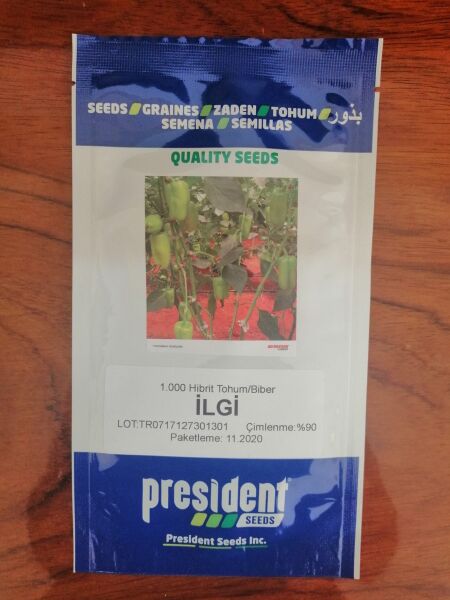 SEEDS GRAINES ZADEN TOHUM بذور
SEMENA SEMILLAS
QUALITY SEEDS
1.000 Hibrit Tohum/Biber
İLGİ
LOT:TR0717127301301 Çimlenme:%90
Paketleme: 11.2020
president
SEEDS
President Seeds Inc.